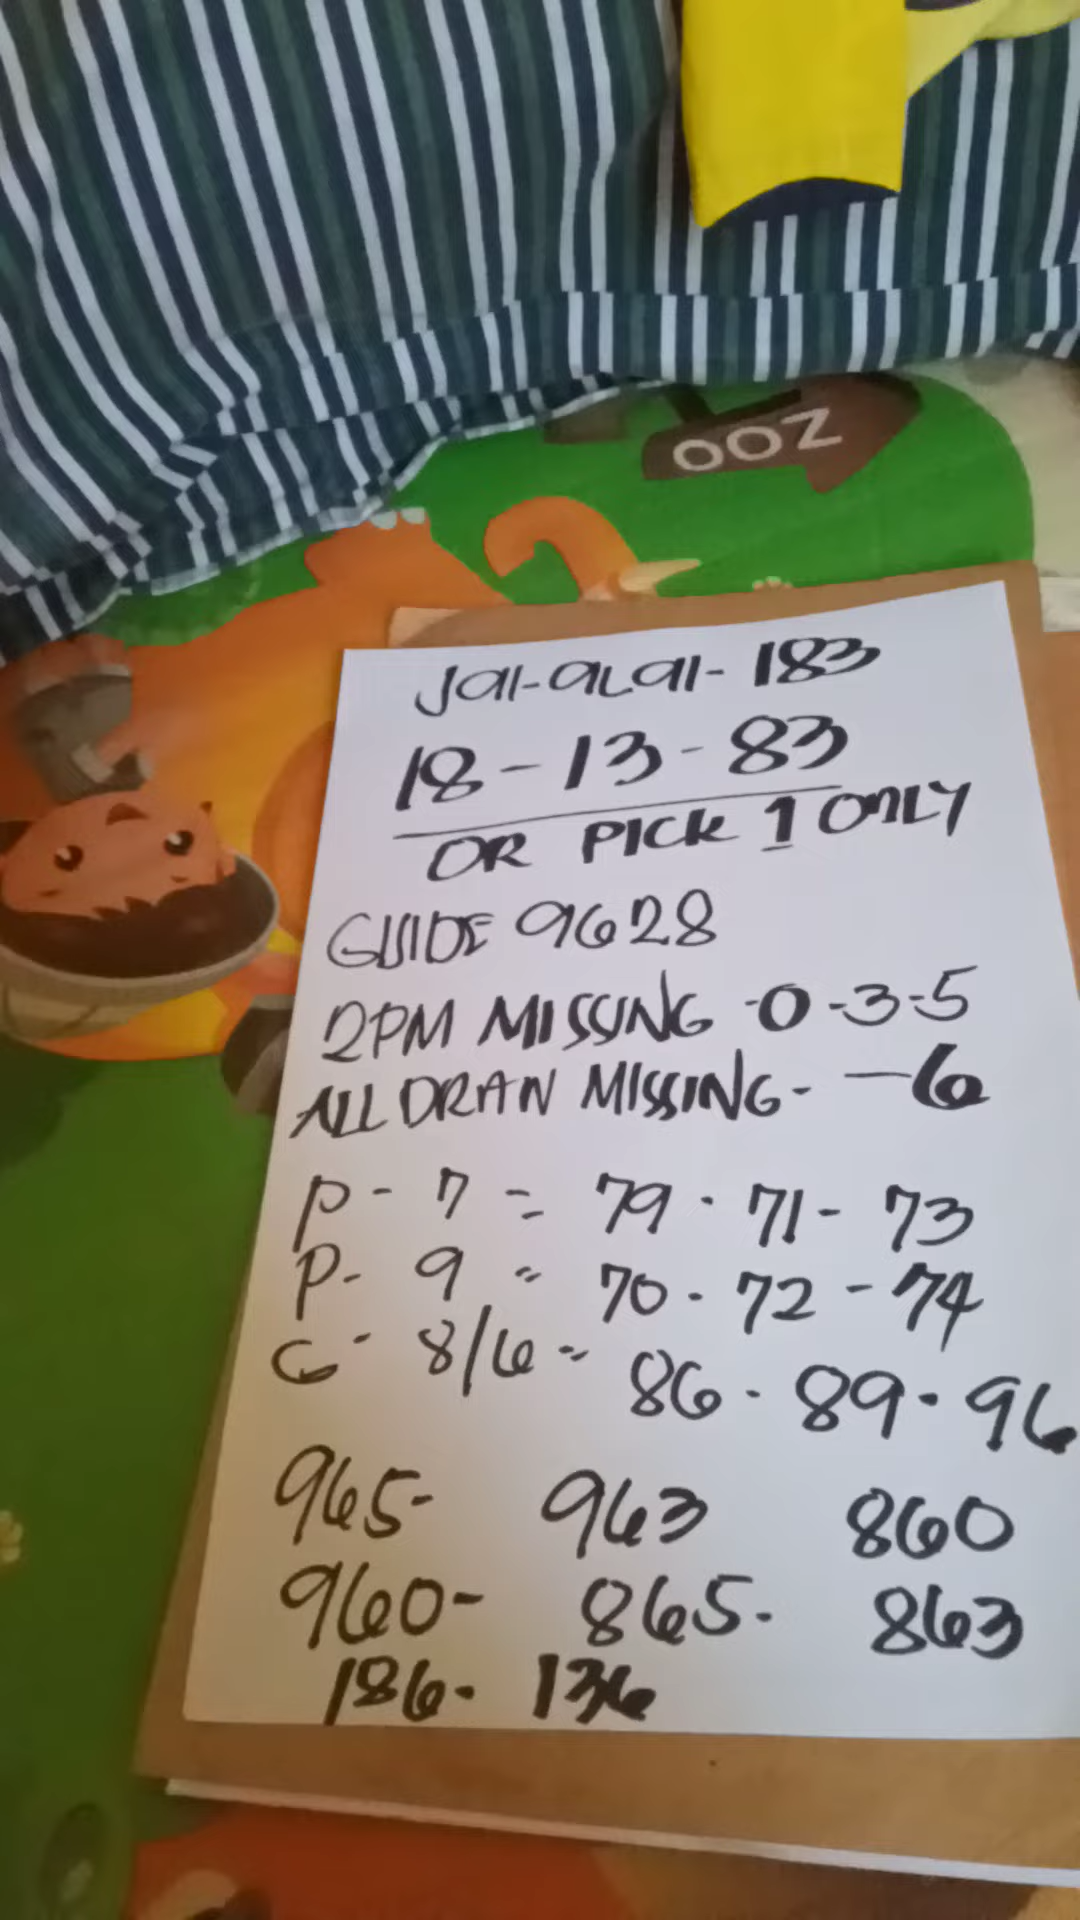 ZOO
Jai-aLai- 183
18 - 13 - 83
OR PICK 1 ONLY
GUIDE 9628
2PM MISSING -0-3-5
ALL DRAN MISSING- -6
P - 7 = 79 - 71 - 73
P- 9 = 70 - 72 - 74
G - 8/6 = 86 - 89 - 96
965- 963 860
960- 865- 863
186- 136